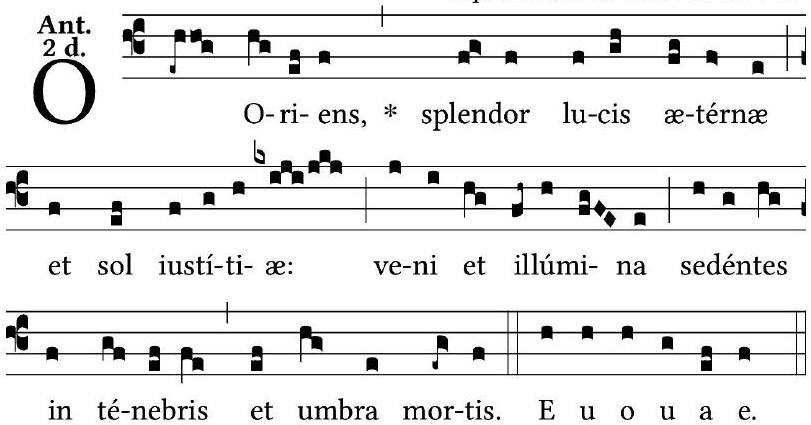 Ant.
2 d.
O O-ri-ens, * splendor lu-cis æ-térnæ
et sol iustí-ti-æ: ve-ni et illúmi-na sedéntes
in té-nebris et umbra mor-tis. E u o u a e.